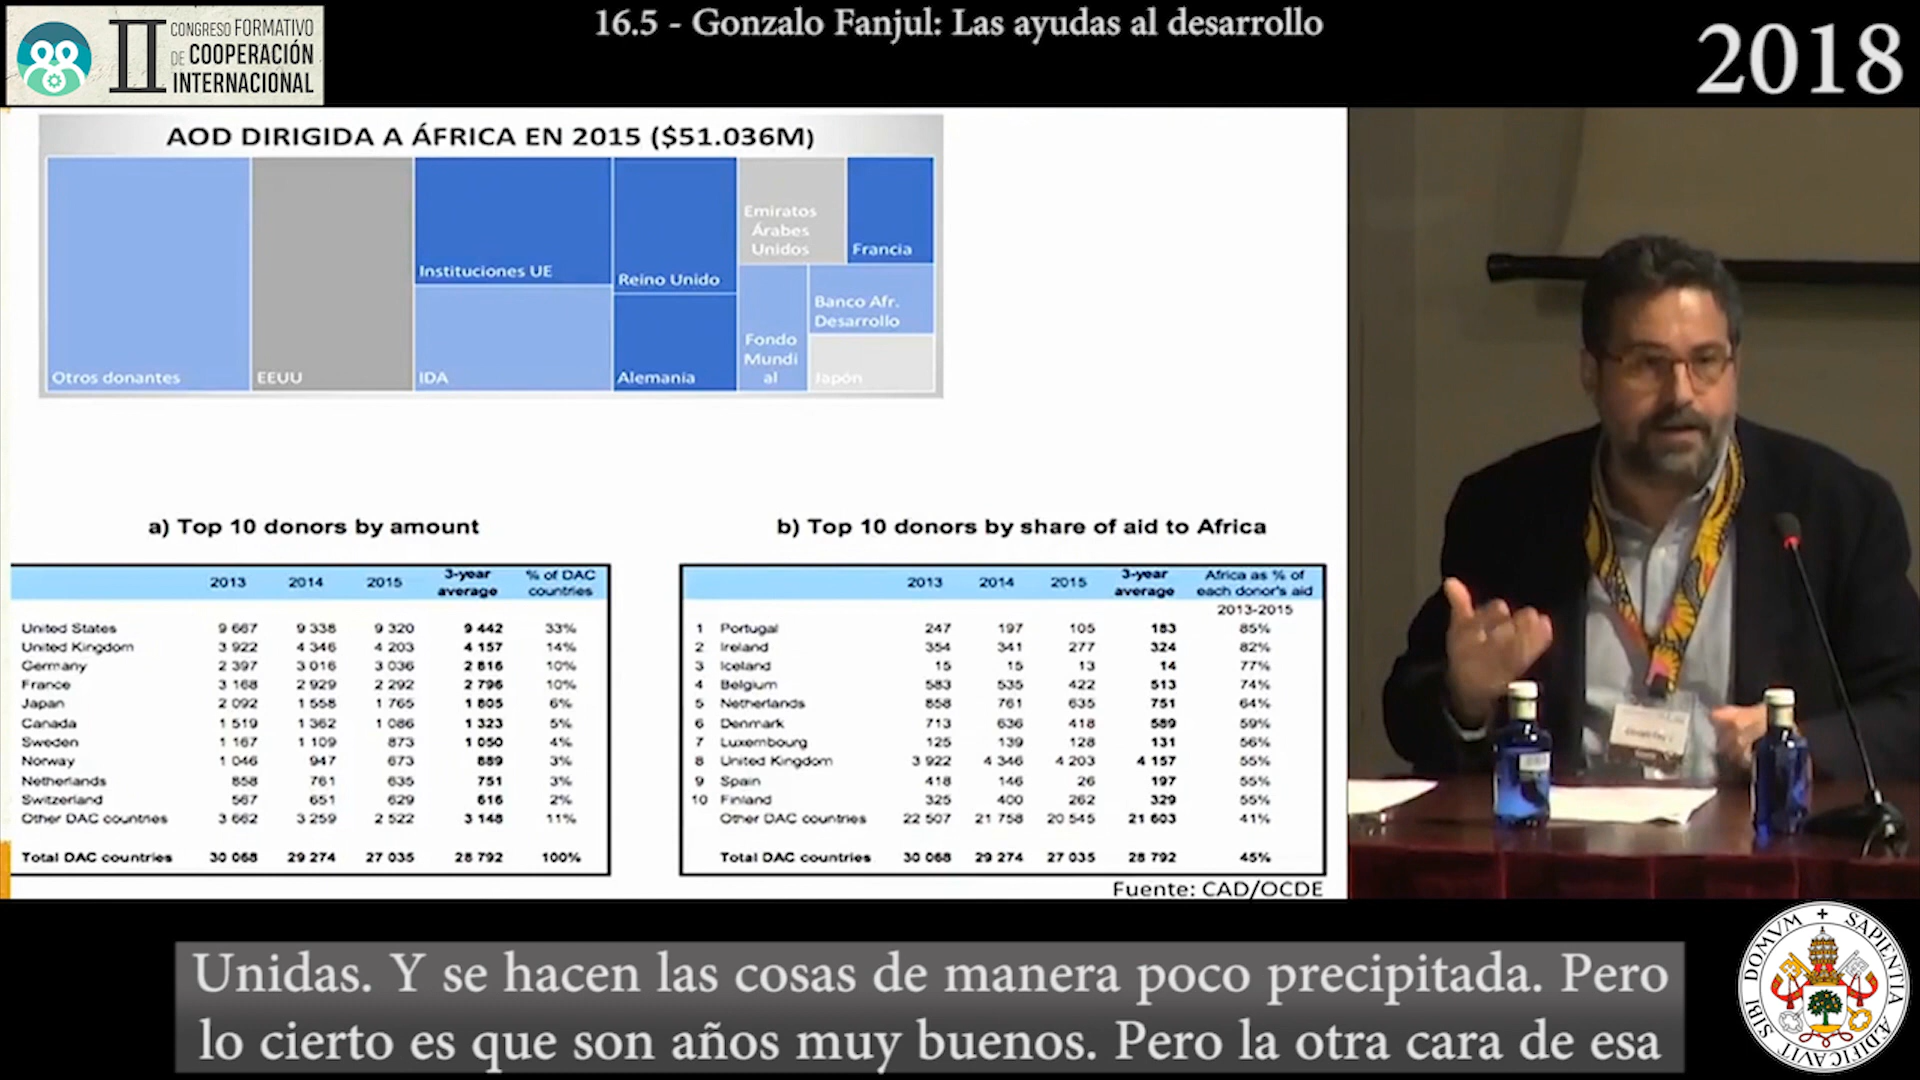 16.5 - Gonzalo Fanjul: Las ayudas al desarrollo
2018
II CONGRESO FORMATIVO
DE COOPERACIÓN
INTERNACIONAL
AOD DIRIGIDA A ÁFRICA EN 2015 ($51.036M)
Otros donantes
EEUU
Instituciones UE
IDA
Reino Unido
Alemania
Emiratos
Árabes
Unidos
Francia
Fondo
Mundi
al
Banco Afr.
Desarrollo
Japón
a) Top 10 donors by amount
2013 2014 2015 3-year average % of DAC countries
United States 9 667 9 338 9 320 9 442 33%
United Kingdom 3 922 4 346 4 203 4 157 14%
Germany 2 397 3 016 3 036 2 816 10%
France 3 168 2 929 2 292 2 796 10%
Japan 2 092 1 558 1 765 1 805 6%
Canada 1 519 1 362 1 086 1 323 5%
Sweden 1 167 1 109 873 1 050 4%
Norway 1 046 947 673 889 3%
Netherlands 858 761 635 751 3%
Switzerland 567 651 629 616 2%
Other DAC countries 3 662 3 259 2 522 3 148 11%
Total DAC countries 30 068 29 274 27 035 28 792 100%
b) Top 10 donors by share of aid to Africa
2013 2014 2015 3-year average Africa as % of each donor's aid
2013-2015
1 Portugal 247 197 105 183 85%
2 Ireland 354 341 277 324 82%
3 Iceland 15 15 13 14 77%
4 Belgium 583 535 422 513 74%
5 Netherlands 858 761 635 751 64%
6 Denmark 713 636 418 589 59%
7 Luxembourg 125 139 128 131 56%
8 United Kingdom 3 922 4 346 4 203 4 157 55%
9 Spain 418 146 26 197 55%
10 Finland 325 400 262 329 55%
Other DAC countries 22 507 21 758 20 545 21 603 41%
Total DAC countries 30 068 29 274 27 035 28 792 45%
Fuente: CAD/OCDE
Unidas. Y se hacen las cosas de manera poco precipitada. Pero
lo cierto es que son años muy buenos. Pero la otra cara de esa
SIBI DOMVM SAPIENTIA ÆDIFICAVIT